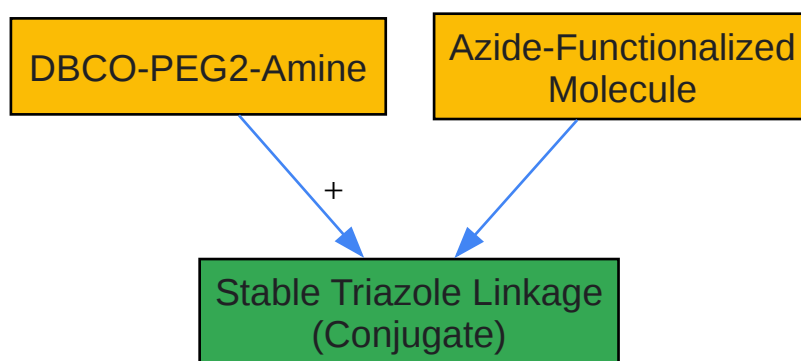 DBCO-PEG2-Amine
Azide-Functionalized
Molecule
+
Stable Triazole Linkage
(Conjugate)